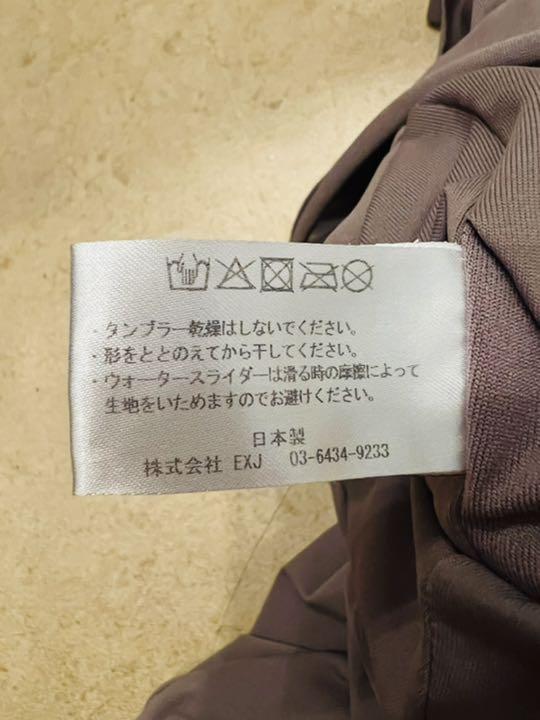 ・タンブラー乾燥はしないでください。
・形をととのえてから干してください。
・ウォータースライダーは滑る時の摩擦によって
生地をいためますのでお避けください。
日本製
株式会社 EXJ 03-6434-9233